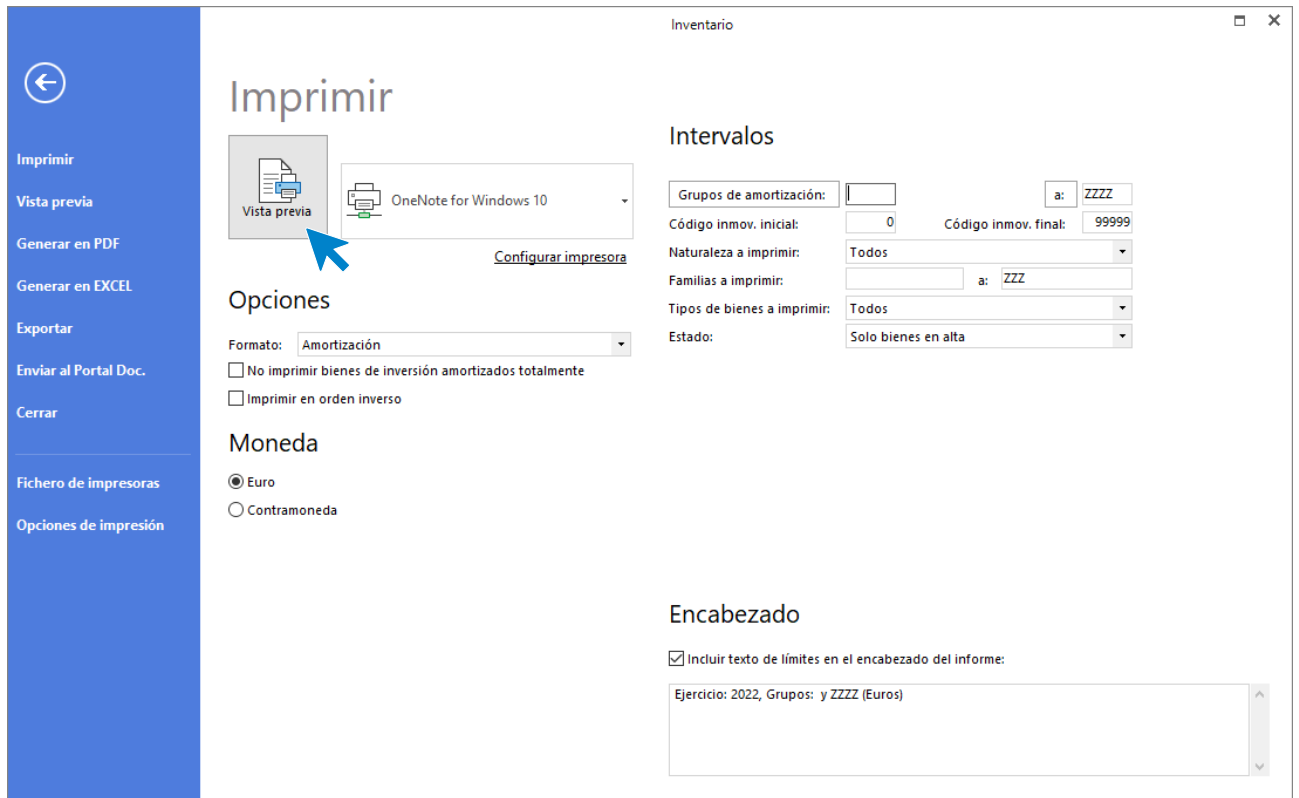 Inventario
Imprimir
Vista previa
Generar en PDF
Generar en EXCEL
Exportar
Enviar al Portal Doc.
Cerrar
Fichero de impresoras
Opciones de impresión
Imprimir
Vista previa
OneNote for Windows 10
Configurar impresora
Opciones
Formato: Amortización
No imprimir bienes de inversión amortizados totalmente
Imprimir en orden inverso
Moneda
Euro
Contramoneda
Intervalos
Grupos de amortización: a: ZZZZ
Código inmov. inicial: 0 Código inmov. final: 99999
Naturaleza a imprimir: Todos
Familias a imprimir: a: ZZZ
Tipos de bienes a imprimir: Todos
Estado: Solo bienes en alta
Encabezado
Incluir texto de límites en el encabezado del informe:
Ejercicio: 2022, Grupos:  y ZZZZ (Euros)